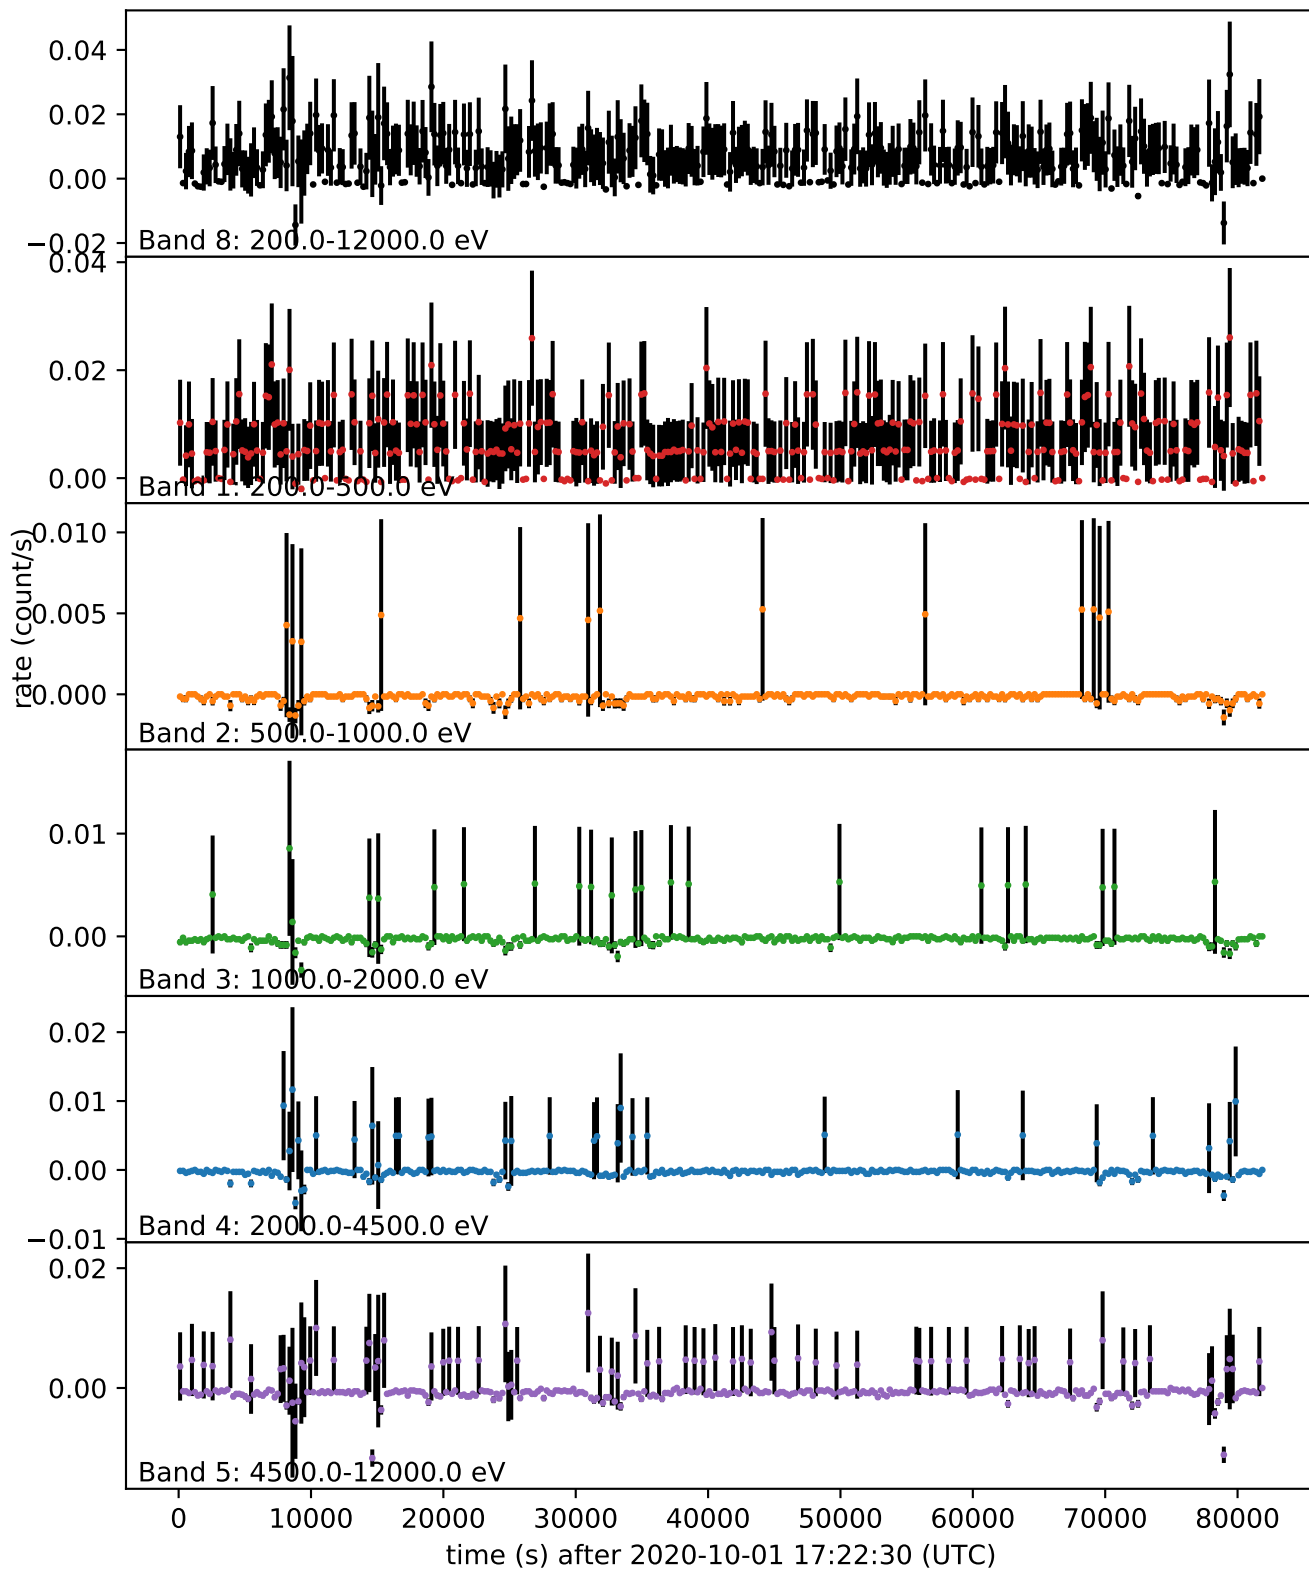 0.04
0.02
0.00
−0.02
Band 8: 200.0-12000.0 eV
0.04
0.02
0.00
Band 1: 200.0-500.0 eV
rate (count/s)
0.010
0.005
0.000
Band 2: 500.0-1000.0 eV
0.01
0.00
Band 3: 1000.0-2000.0 eV
0.02
0.01
0.00
−0.01
Band 4: 2000.0-4500.0 eV
0.02
0.00
Band 5: 4500.0-12000.0 eV
0 10000 20000 30000 40000 50000 60000 70000 80000
time (s) after 2020-10-01 17:22:30 (UTC)